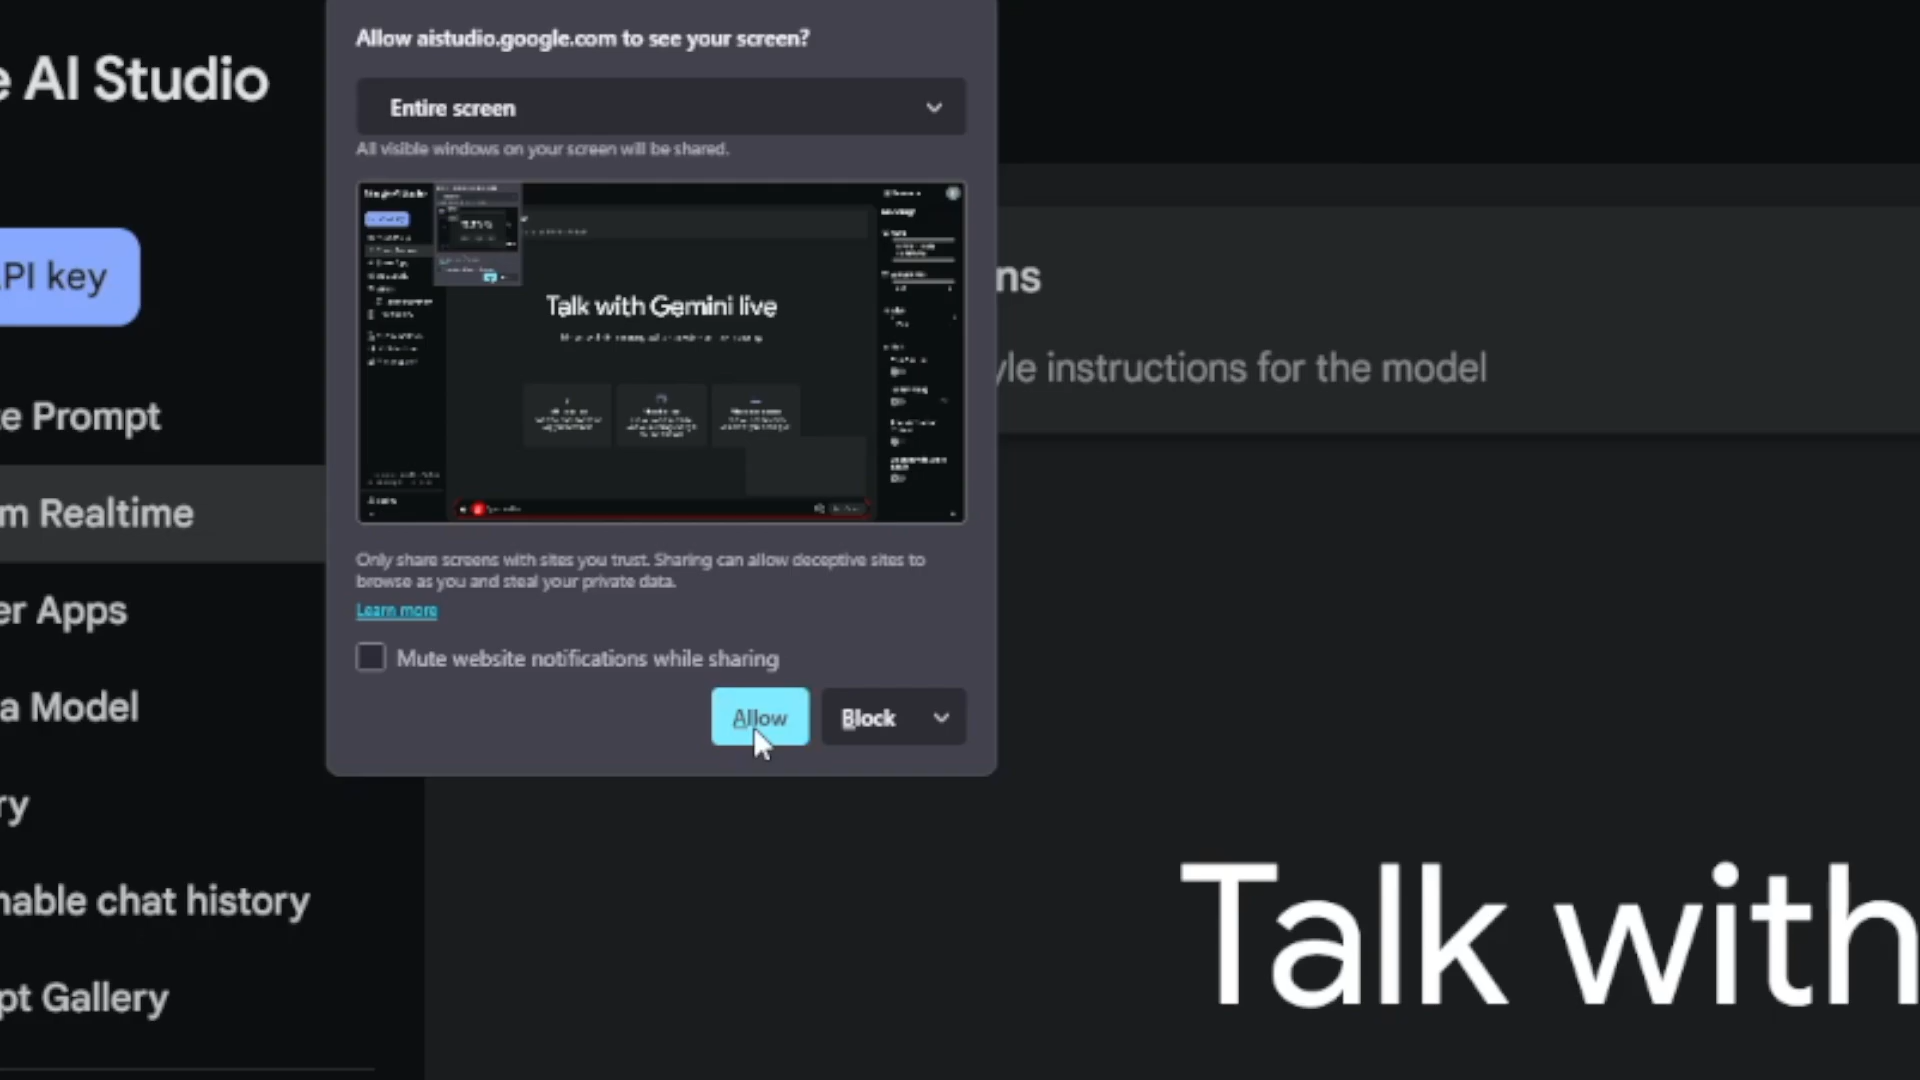 Allow aistudio.google.com to see your screen?
Entire screen
All visible windows on your screen will be shared.
Talk with Gemini live
Only share screens with sites you trust. Sharing can allow deceptive sites to
browse as you and steal your private data.
Learn more
Mute website notifications while sharing
Allow
Block
e AI Studio
PI key
te Prompt
m Realtime
er Apps
a Model
ry
nable chat history
pt Gallery
ns
yle instructions for the model
Talk with